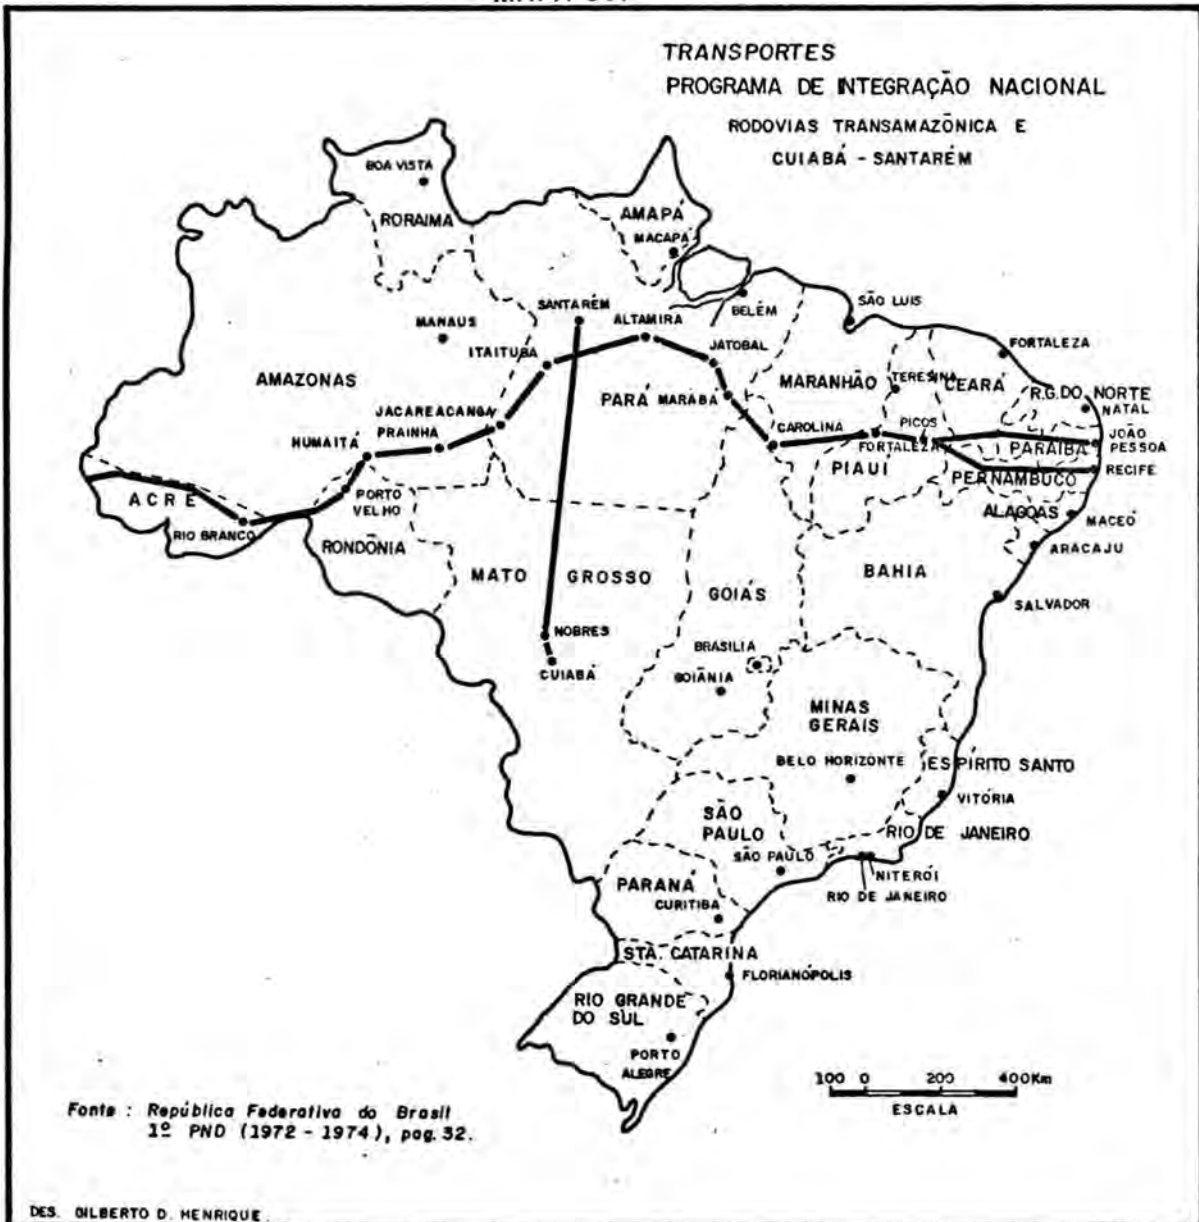 TRANSPORTES
PROGRAMA DE INTEGRAÇÃO NACIONAL
RODOVIAS TRANSAMAZÔNICA E
CUIABÁ - SANTARÉM
BOA VISTA
RORAIMA
AMAPÁ
MACAPÁ
SANTARÉM
ALTAMIRA
BELÉM
SÃO LUIS
MANAUS
ITAITUBA
JATOBAL
FORTALEZA
AMAZONAS
MARANHÃO
TERESINA
CEARÁ
R.G.DO NORTE
NATAL
PARÁ
MARABÁ
JACAREACANGA
PRAINHA
HUMAITÁ
CAROLINA
PICOS
FORTALEZA
JOÃO
PESSOA
PARAIBA
PIAUÍ
RECIFE
PERNAMBUCO
ACRE
PORTO
VELHO
RIO BRANCO
RONDÔNIA
ALAGOAS
MACEÓ
ARACAJU
MATO GROSSO
BAHIA
GOIÁS
SALVADOR
NOBRES
CUIABÁ
BRASILIA
GOIÂNIA
MINAS
GERAIS
BELO HORIZONTE
ESPÍRITO SANTO
VITÓRIA
SÃO
PAULO
RIO DE JANEIRO
SÃO PAULO
NITERÓI
RIO DE JANEIRO
PARANÁ
CURITIBA
STA. CATARINA
FLORIANÓPOLIS
RIO GRANDE
DO SUL
PORTO
ALEGRE
100 0 200 400Km
ESCALA
Fonte : República Federativa do Brasil
1º PND (1972 - 1974), pag. 32.
DES. GILBERTO D. HENRIQUE